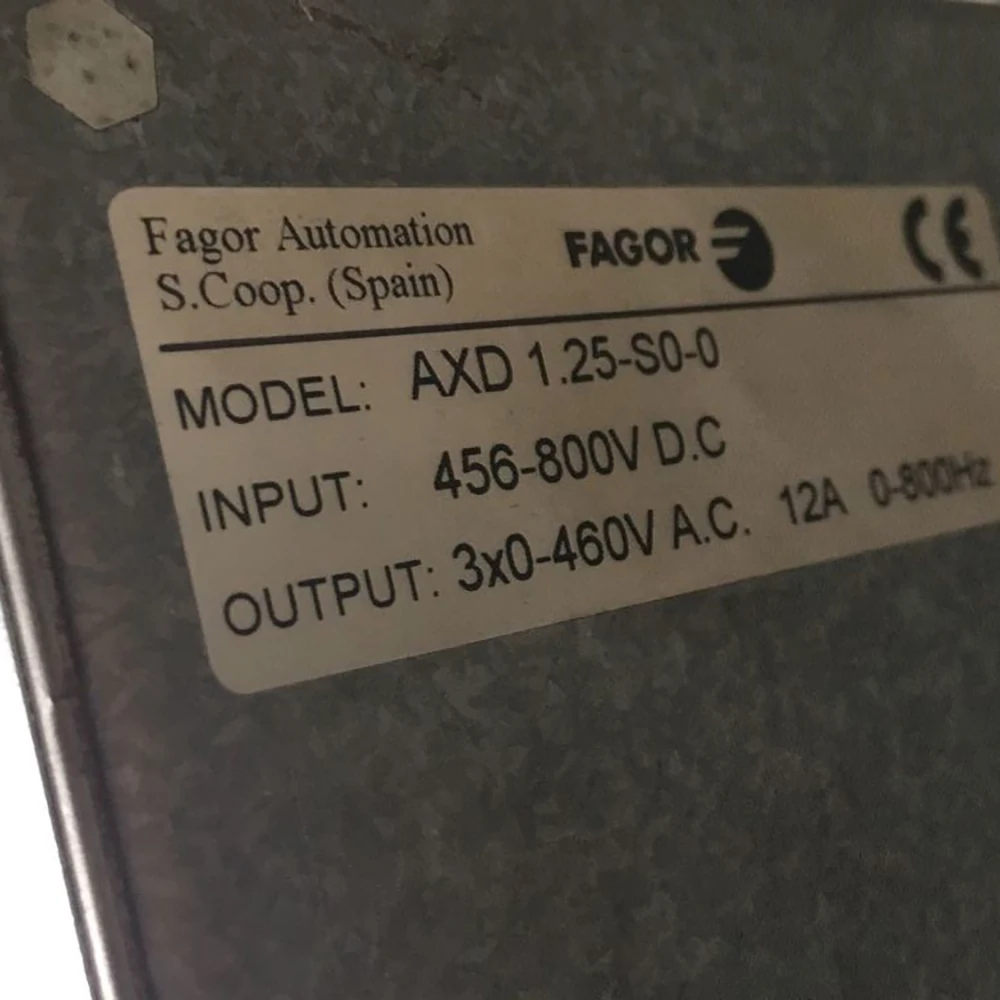 Fagor Automation
S.Coop. (Spain)
FAGOR
CE
MODEL: AXD 1.25-S0-0
INPUT: 456-800V D.C
OUTPUT: 3x0-460V A.C. 12A 0-800Hz